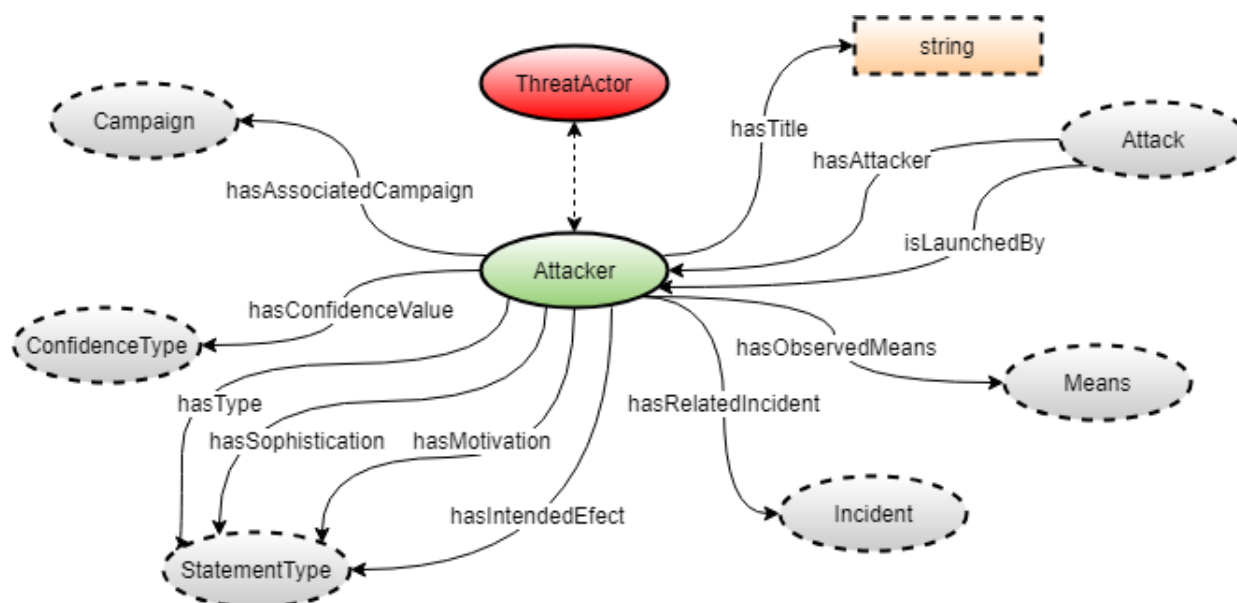 string
ThreatActor
Campaign
hasTitle
Attack
hasAttacker
hasAssociatedCampaign
isLaunchedBy
Attacker
hasConfidenceValue
ConfidenceType
hasObservedMeans
Means
hasType
hasRelatedIncident
hasSophistication
hasMotivation
hasIntendedEfect
Incident
StatementType